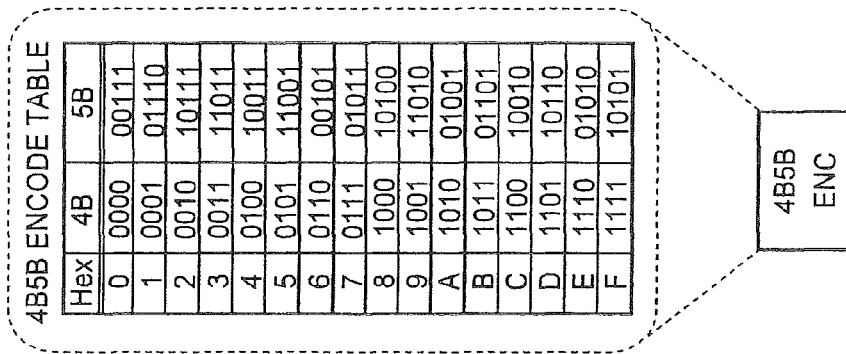 4B5B ENCODE TABLE
Hex 4B 5B
0 0000 00111
1 0001 01110
2 0010 10111
3 0011 11011
4 0100 10011
5 0101 11001
6 0110 00101
7 0111 01011
8 1000 10100
9 1001 11010
A 1010 01001
B 1011 01101
C 1100 10010
D 1101 10110
E 1110 01010
F 1111 10101
4B5B
ENC